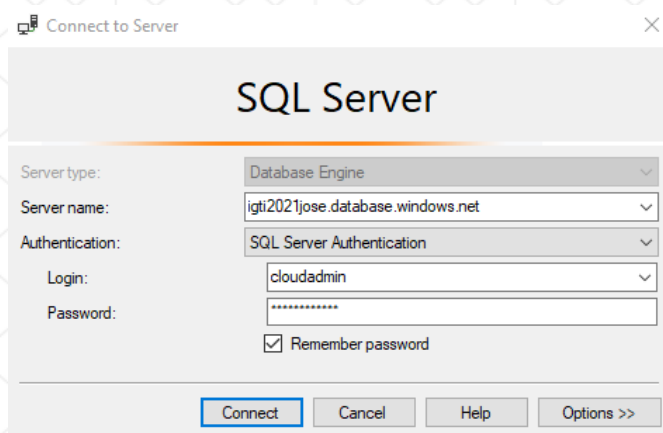 Connect to Server
SQL Server
Server type: Database Engine
Server name: igti2021jose.database.windows.net
Authentication: SQL Server Authentication
Login: cloudadmin
Password: ************
Remember password
Connect Cancel Help Options >>